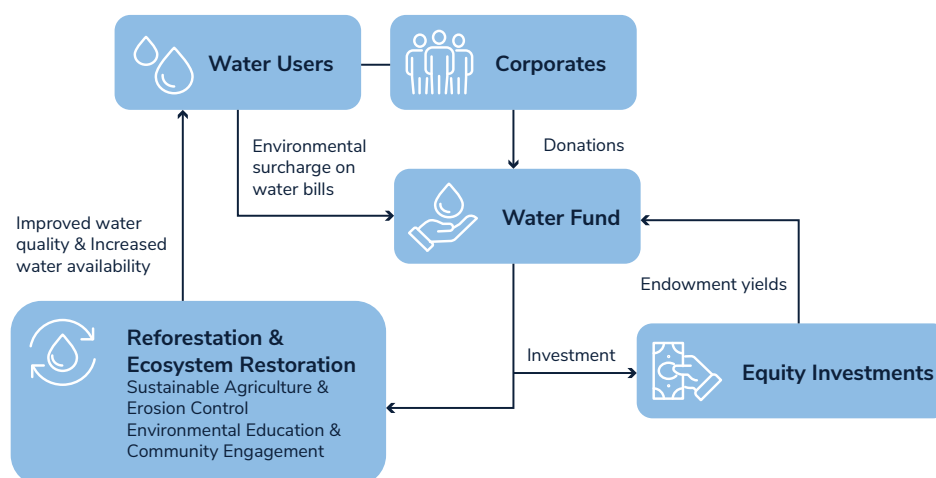 Water Users
Corporates
Environmental
surcharge on
water bills
Donations
Water Fund
Improved water
quality & Increased
water availability
Endowment yields
Investment
Reforestation &
Ecosystem Restoration
Sustainable Agriculture &
Erosion Control
Environmental Education &
Community Engagement
Equity Investments